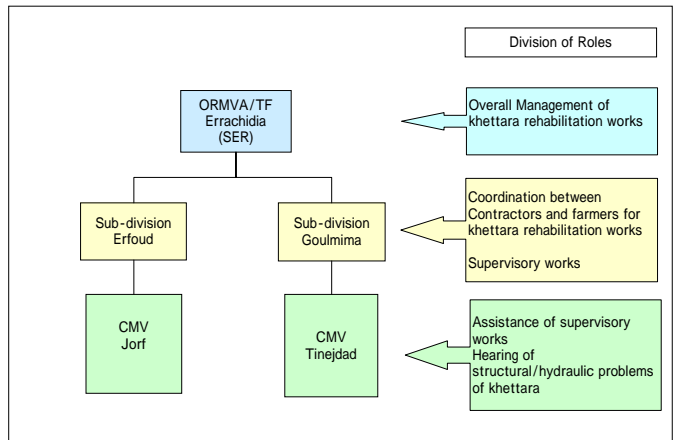 Division of Roles
ORMVA/TF
Errachidia
(SER)
Overall Management of
khettara rehabilitation works
Sub-division
Erfoud
Sub-division
Goulmima
Coordination between
Contractors and farmers for
khettara rehabilitation works
Supervisory works
CMV
Jorf
CMV
Tinejdad
Assistance of supervisory
works
Hearing of
structural/hydraulic problems
of khettara